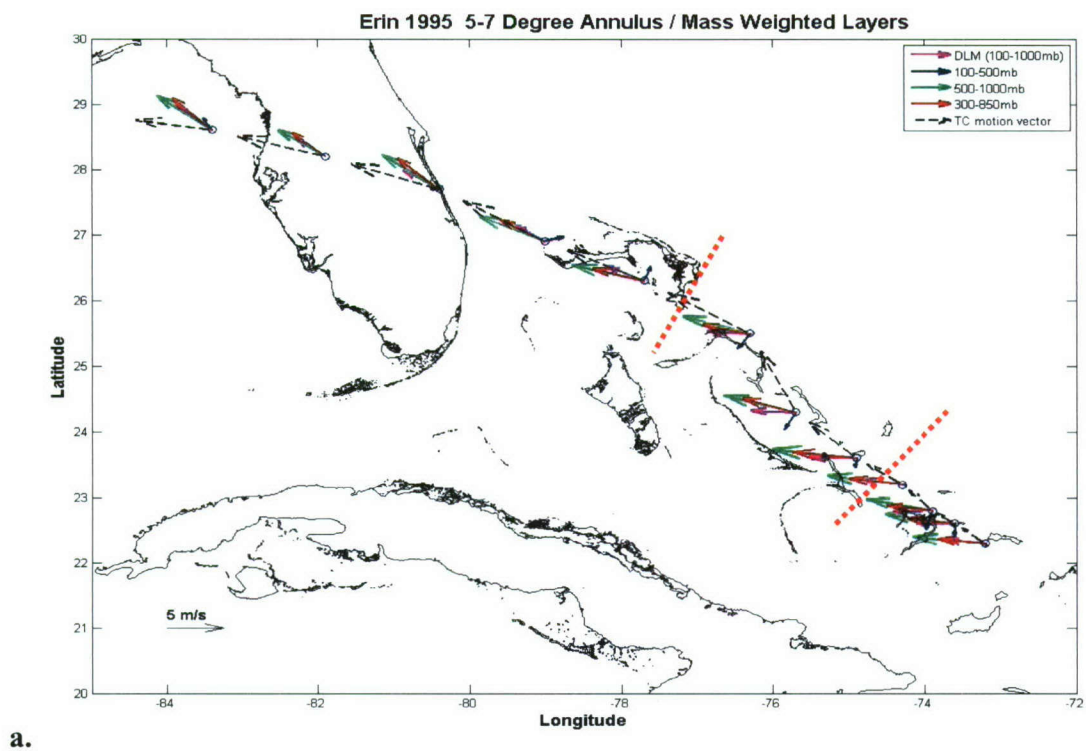 Erin 1995 5-7 Degree Annulus / Mass Weighted Layers
DLM (100-1000mb)
100-500mb
500-1000mb
300-850mb
TC motion vector
30
29
28
27
26
25
24
23
22
21
20
Latitude
5 m/s
-84
-82
-80
-78
-76
-74
-72
Longitude
a.